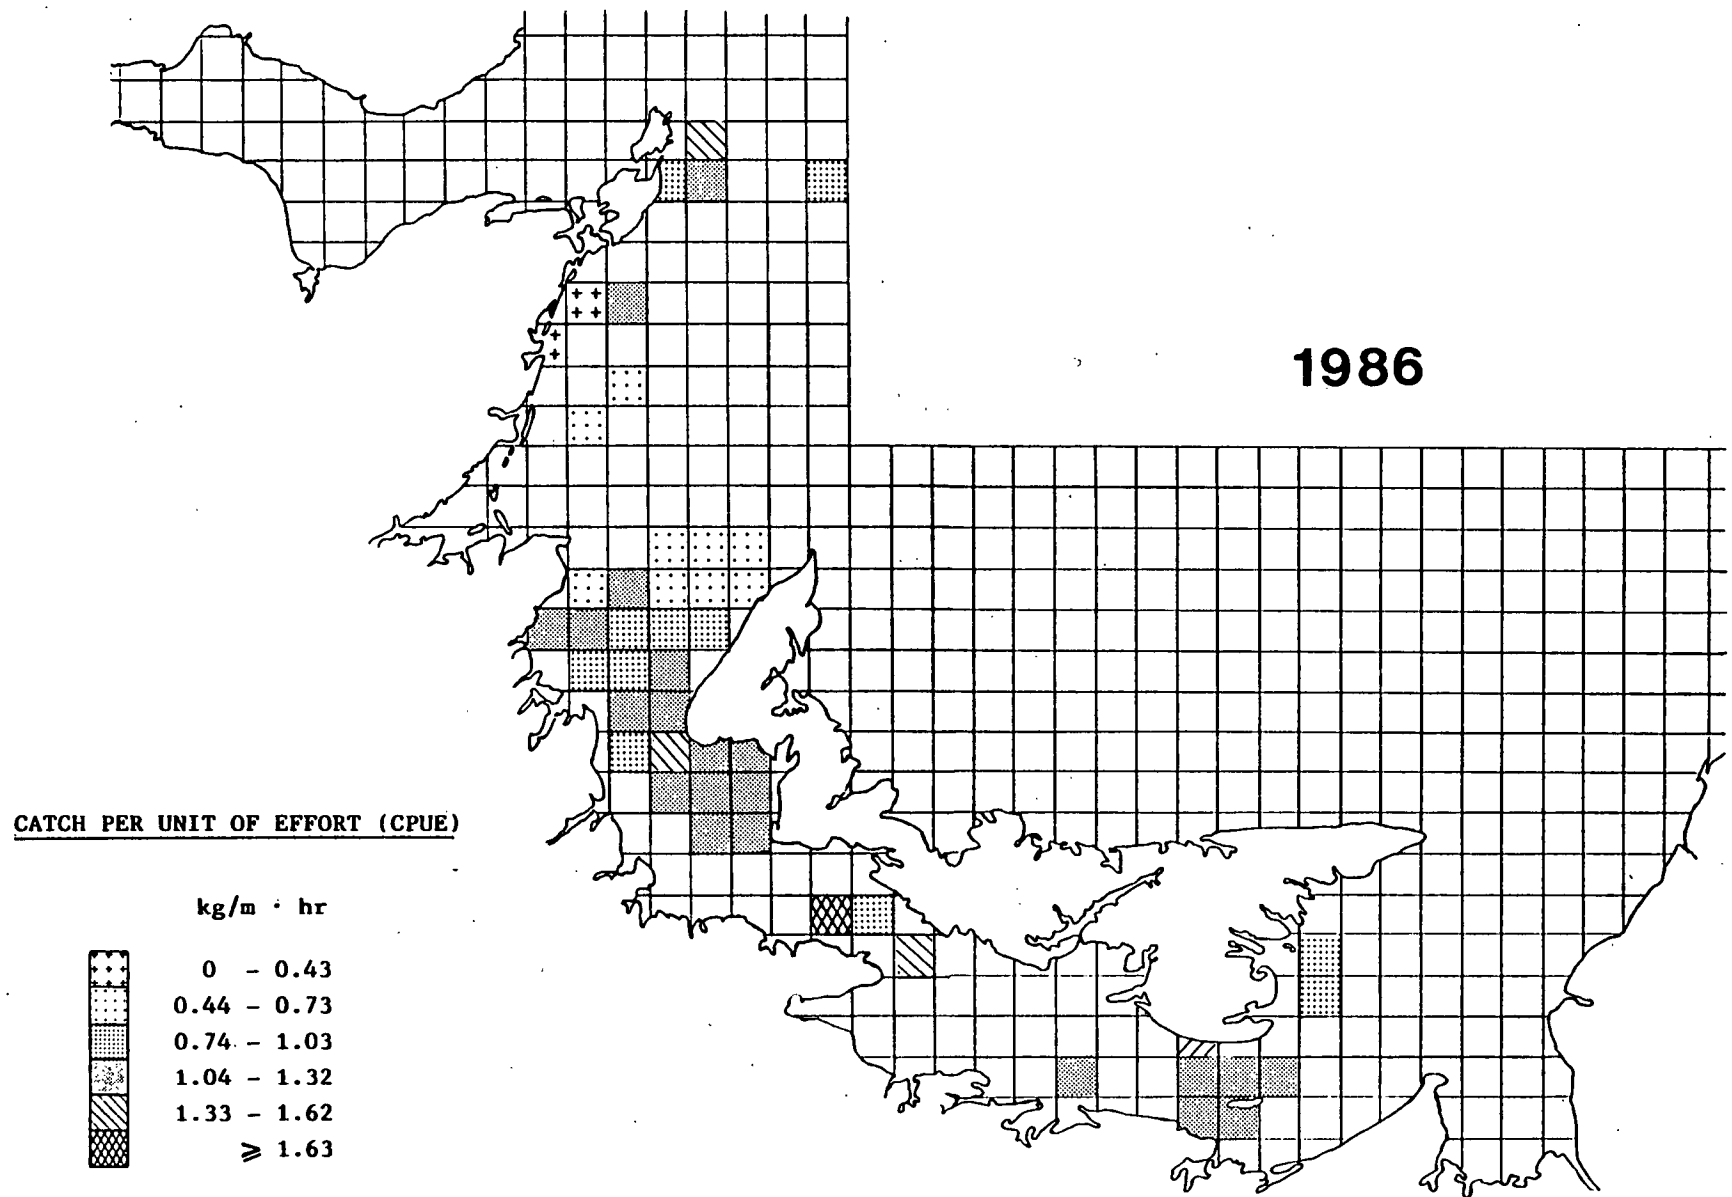 1986
CATCH PER UNIT OF EFFORT (CPUE)
kg/m · hr
0 - 0.43
0.44 - 0.73
0.74 - 1.03
1.04 - 1.32
1.33 - 1.62
⩾ 1.63